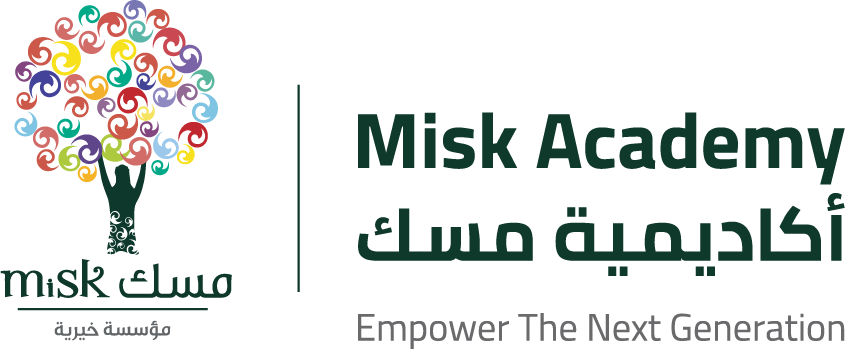 misk مسك
مؤسسة خيرية
Misk Academy
أكاديمية مسك
Empower The Next Generation